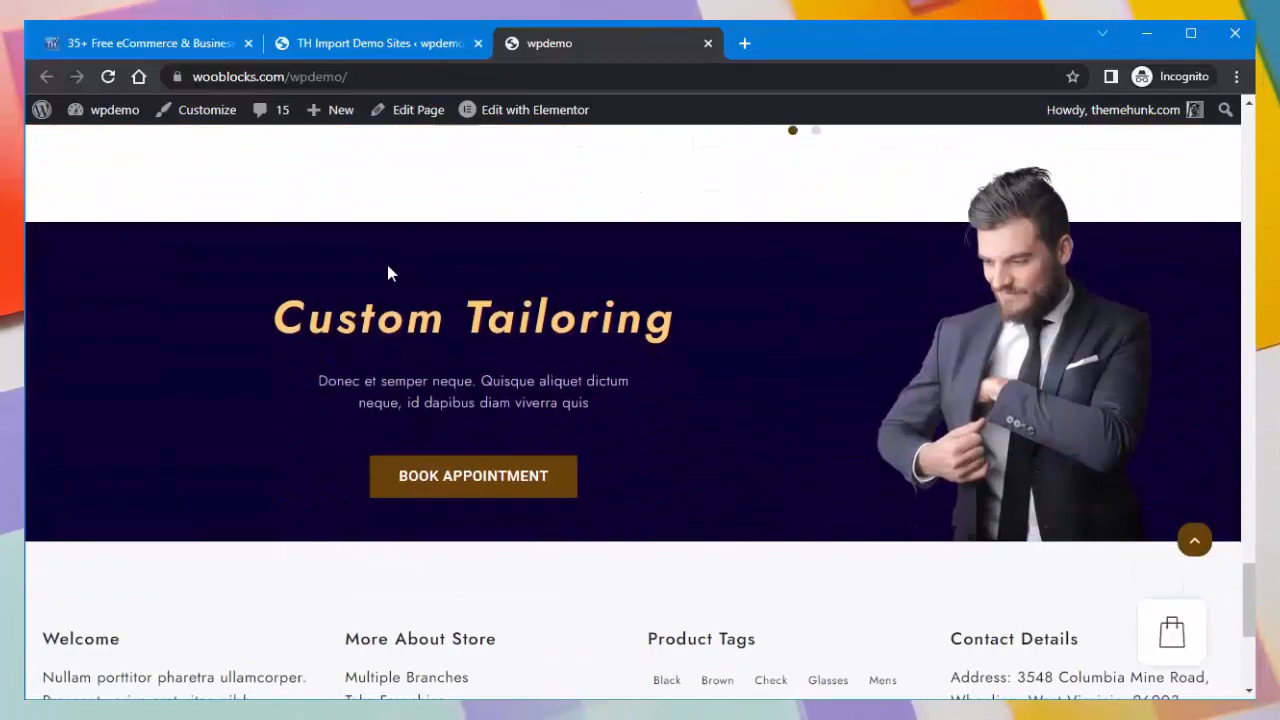 35+ Free eCommerce & Busines
TH Import Demo Sites ‹ wpdemo
wpdemo
wooblocks.com/wpdemo/
Incognito
wpdemo
Customize
15
New
Edit Page
Edit with Elementor
Howdy, themehunk.com
Custom Tailoring
Donec et semper neque. Quisque aliquet dictum
neque, id dapibus diam viverra quis
BOOK APPOINTMENT
Welcome
Nullam porttitor pharetra ullamcorper.
More About Store
Multiple Branches
Product Tags
Black Brown Check Glasses Mens
Contact Details
Address: 3548 Columbia Mine Road,